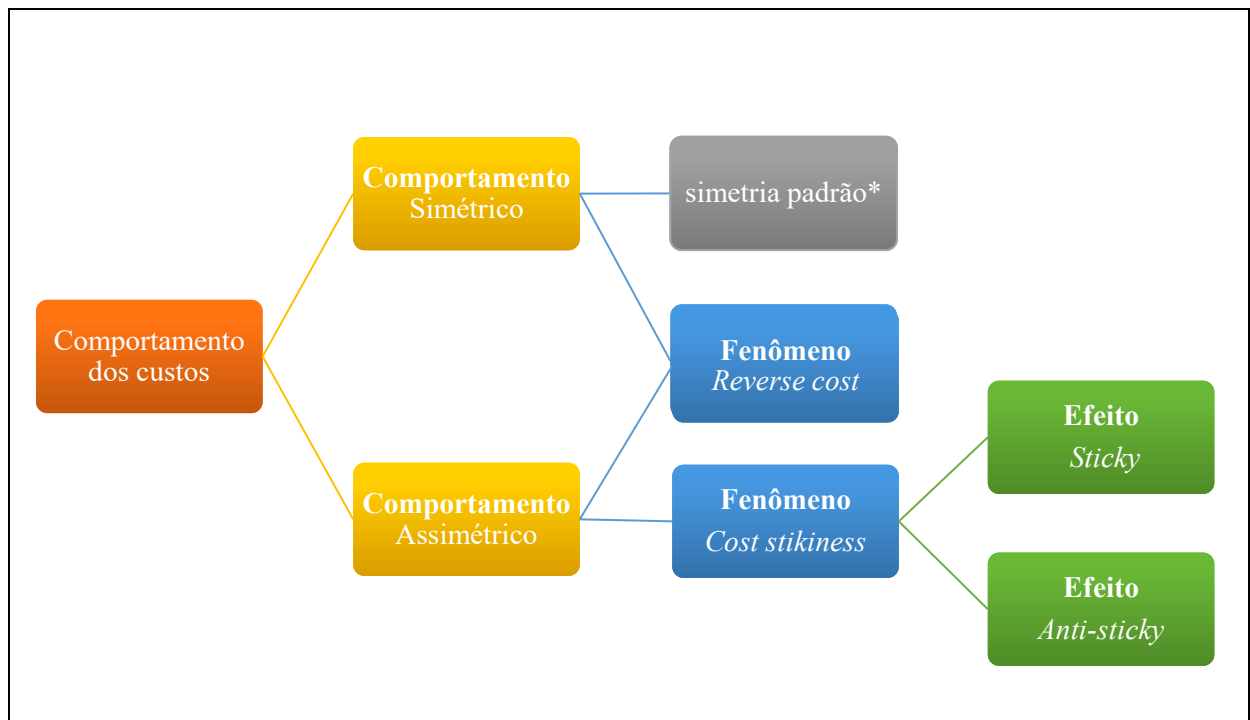 Comportamento
dos custos
Comportamento
Simétrico
Comportamento
Assimétrico
simetria padrão*
Fenômeno
Reverse cost
Fenômeno
Cost stikiness
Efeito
Sticky
Efeito
Anti-sticky